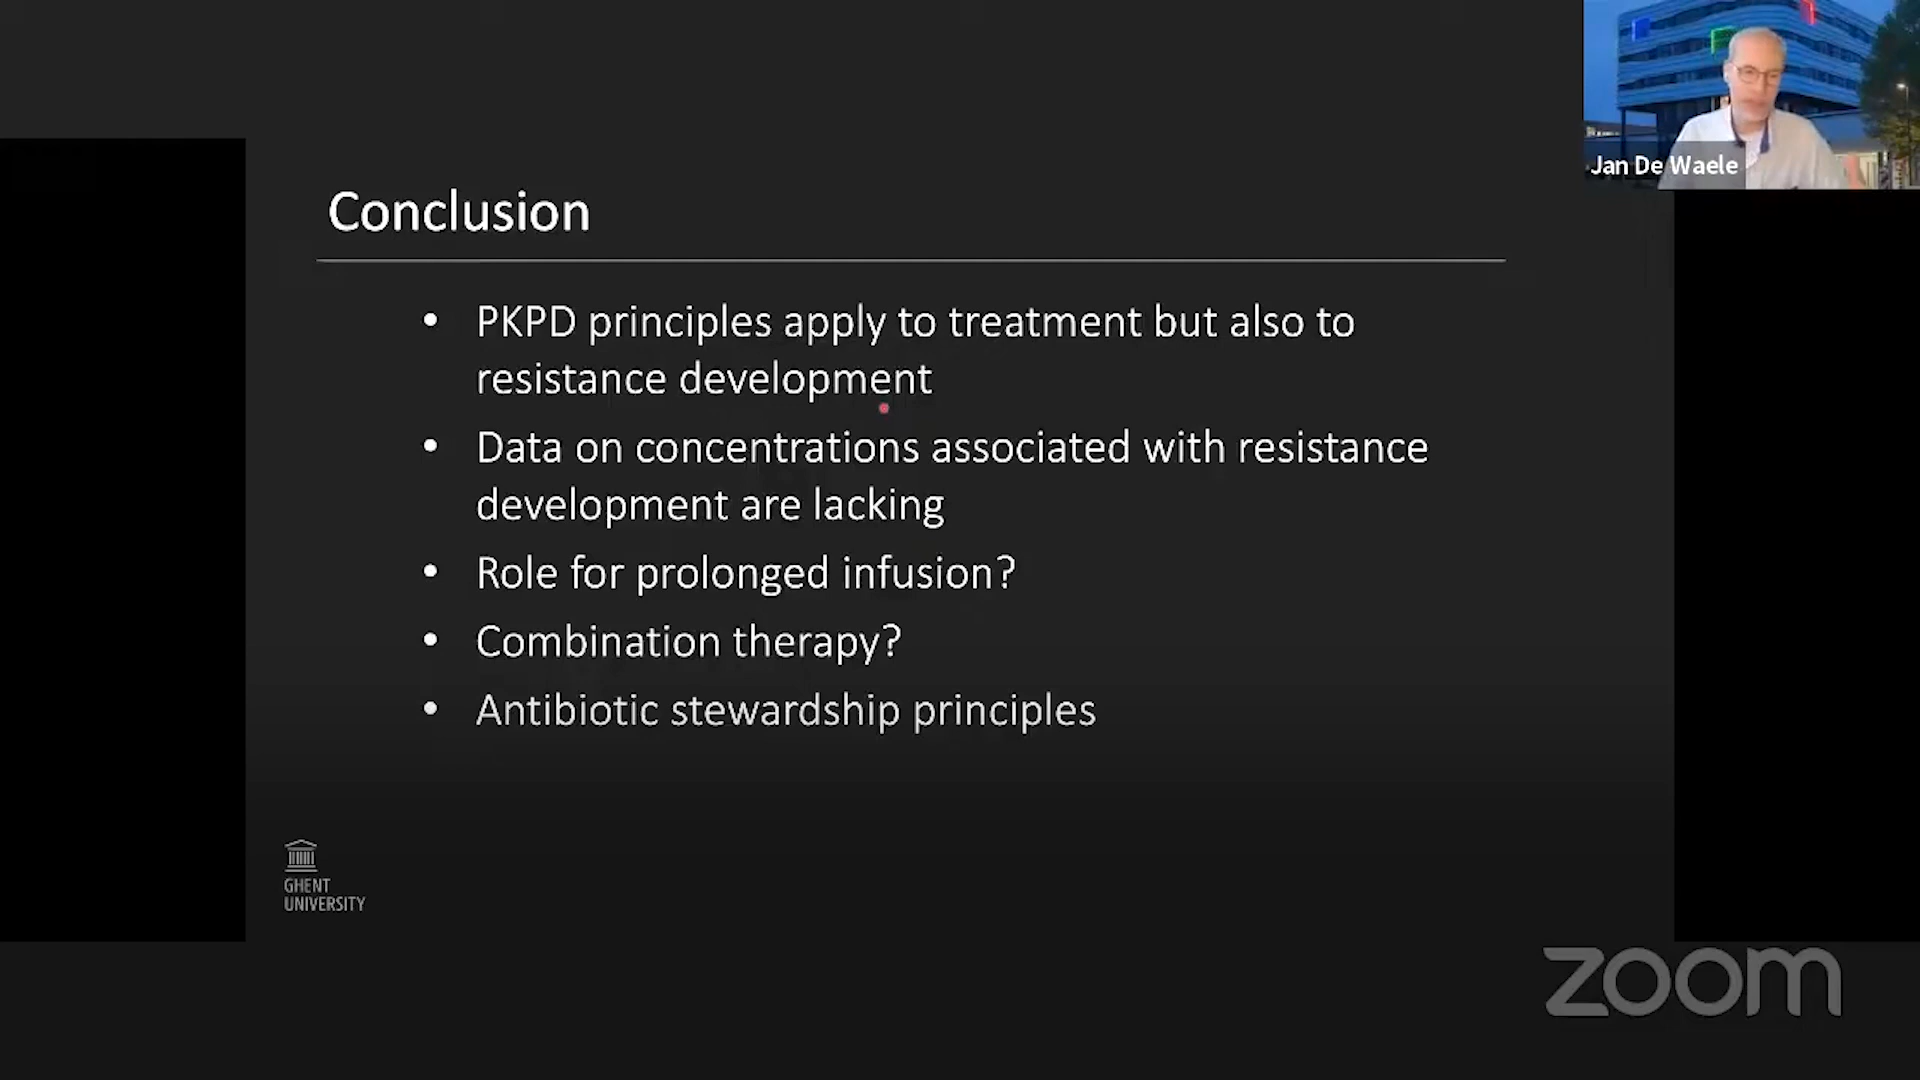 Jan De Waele
Conclusion
• PKPD principles apply to treatment but also to
resistance development
• Data on concentrations associated with resistance
development are lacking
• Role for prolonged infusion?
• Combination therapy?
• Antibiotic stewardship principles
GHENT
UNIVERSITY
zoom